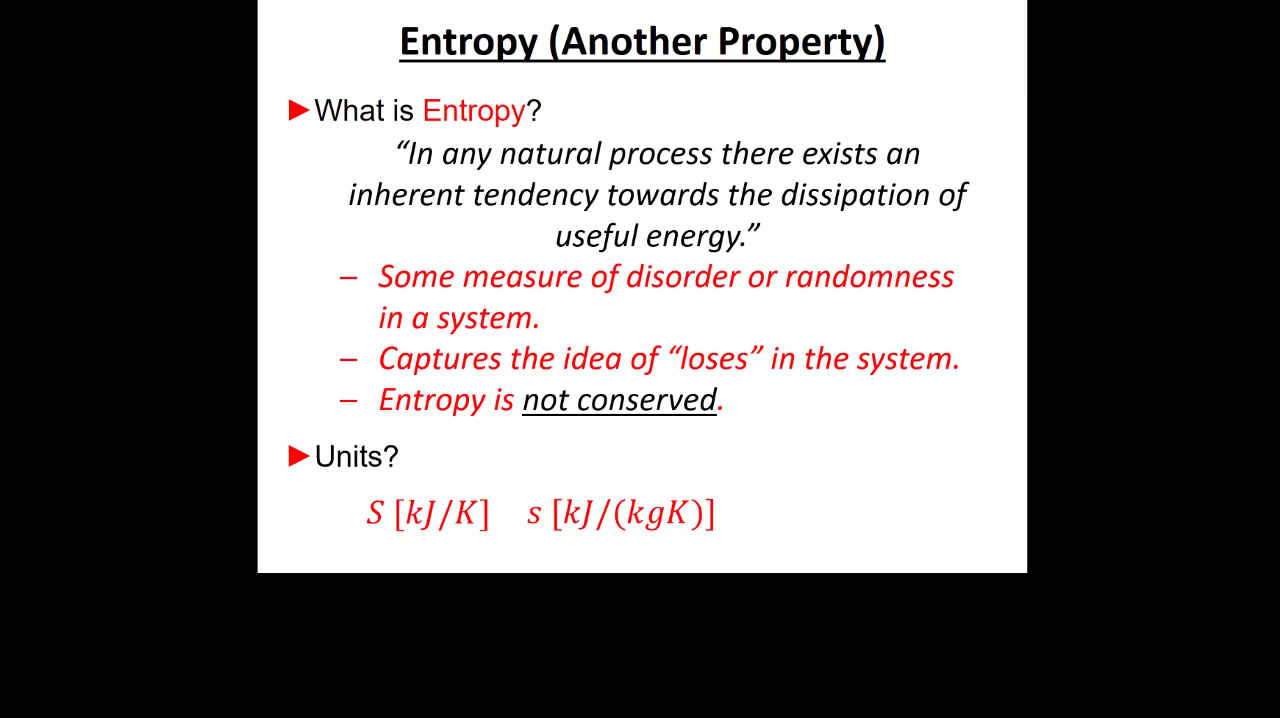 Entropy (Another Property)
►What is Entropy?
“In any natural process there exists an
inherent tendency towards the dissipation of
useful energy.”
– Some measure of disorder or randomness
in a system.
– Captures the idea of “loses” in the system.
– Entropy is not conserved.
►Units?
S [kJ/K] s [kJ/(kgK)]